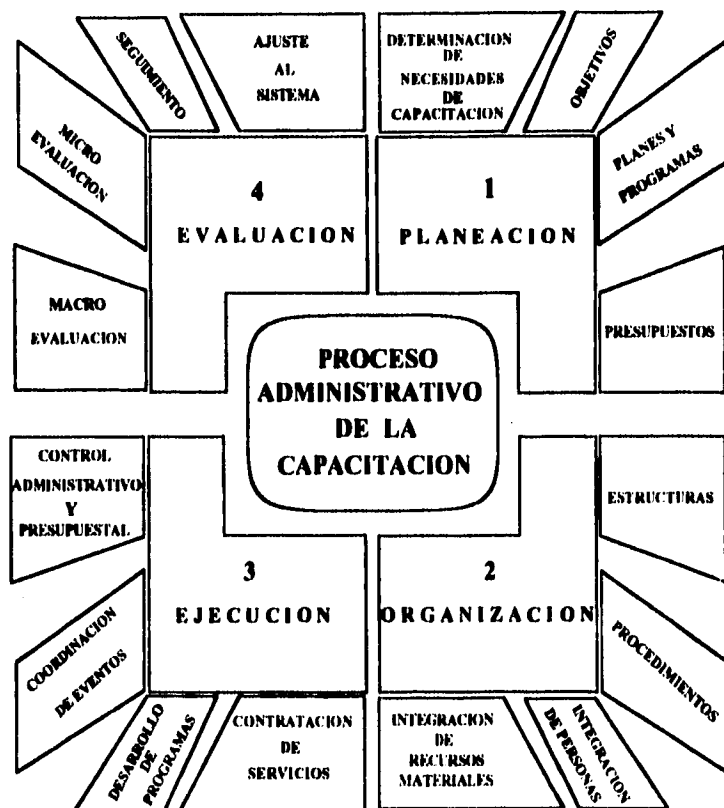 PROCESO
ADMINISTRATIVO
DE LA
CAPACITACION
1
PLANEACION
DETERMINACION
DE
NECESIDADES
DE
CAPACITACION
OBJETIVOS
PLANES Y
PROGRAMAS
PRESUPUESTOS
2
ORGANIZACION
ESTRUCTURAS
PROCEDIMIENTOS
INTEGRACION
DE PERSONAS
INTEGRACION
DE
RECURSOS
MATERIALES
3
EJECUCION
CONTRATACION
DE
SERVICIOS
DESARROLLO
DE
PROGRAMAS
COORDINACION
DE EVENTOS
CONTROL
ADMINISTRATIVO
Y
PRESUPUESTAL
4
EVALUACION
MACRO
EVALUACION
MICRO
EVALUACION
SEGUIMIENTO
AJUSTE
AL
SISTEMA